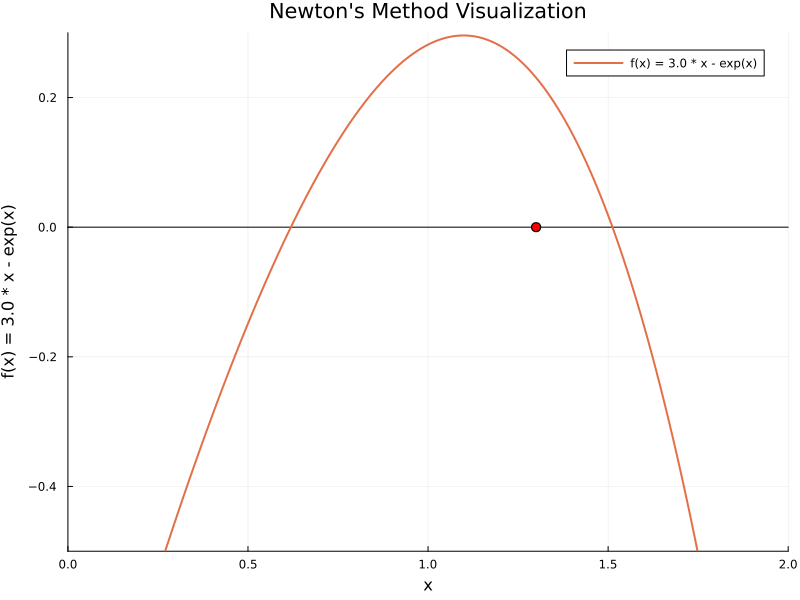 Newton's Method Visualization
f(x) = 3.0 * x - exp(x)
f(x) = 3.0 * x - exp(x)
0.2
0.0
−0.2
−0.4
0.0 0.5 1.0 1.5 2.0
x